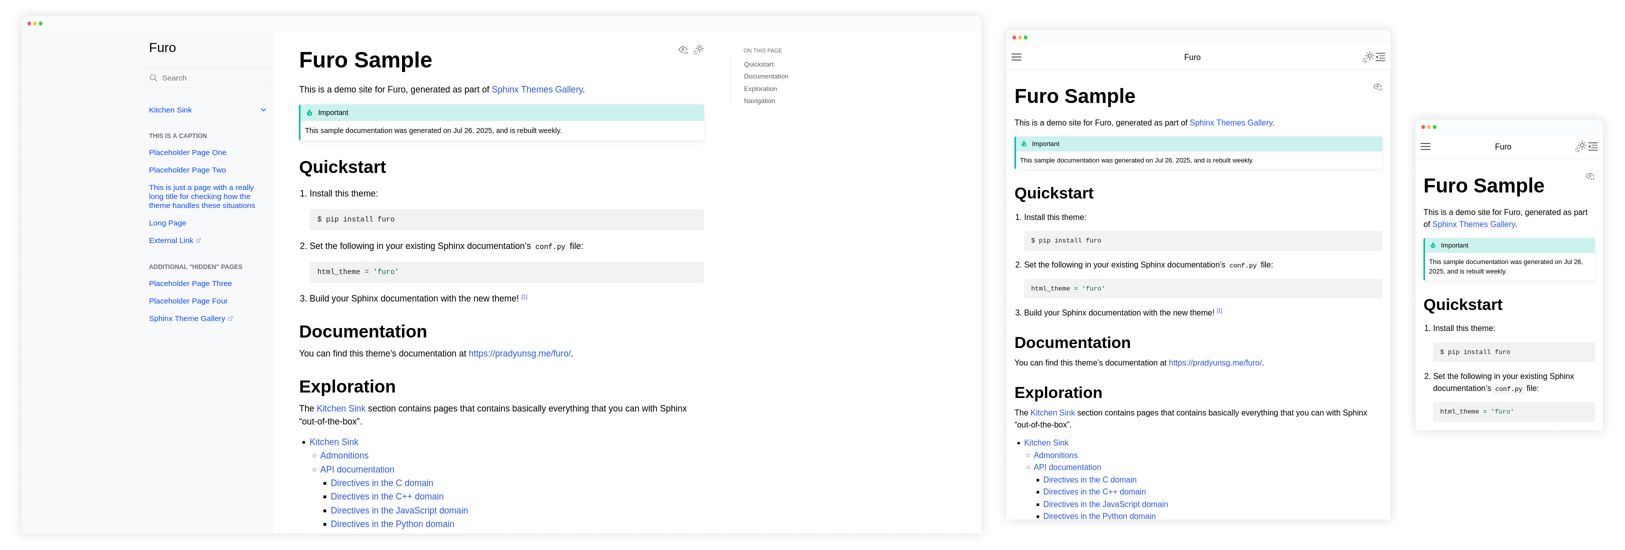 Furo
Search
Kitchen Sink
THIS IS A CAPTION
Placeholder Page One
Placeholder Page Two
This is just a page with a really
long title for checking how the
theme handles these situations
Long Page
External Link
ADDITIONAL "HIDDEN" PAGES
Placeholder Page Three
Placeholder Page Four
Sphinx Theme Gallery
Furo Sample
This is a demo site for Furo, generated as part of Sphinx Themes Gallery.
Important
This sample documentation was generated on Jul 26, 2025, and is rebuilt weekly.
Quickstart
1. Install this theme:
$ pip install furo
2. Set the following in your existing Sphinx documentation’s conf.py file:
html_theme = 'furo'
3. Build your Sphinx documentation with the new theme! [1]
Documentation
You can find this theme’s documentation at https://pradyunsg.me/furo/.
Exploration
The Kitchen Sink section contains pages that contains basically everything that you can with Sphinx
“out-of-the-box”.
Kitchen Sink
Admonitions
API documentation
Directives in the C domain
Directives in the C++ domain
Directives in the JavaScript domain
Directives in the Python domain
ON THIS PAGE
Quickstart
Documentation
Exploration
Navigation
Furo
Furo Sample
This is a demo site for Furo, generated as part of Sphinx Themes Gallery.
Important
This sample documentation was generated on Jul 26, 2025, and is rebuilt weekly.
Quickstart
1. Install this theme:
$ pip install furo
2. Set the following in your existing Sphinx documentation’s conf.py file:
html_theme = 'furo'
3. Build your Sphinx documentation with the new theme! [1]
Documentation
You can find this theme’s documentation at https://pradyunsg.me/furo/.
Exploration
The Kitchen Sink section contains pages that contains basically everything that you can with Sphinx
“out-of-the-box”.
Kitchen Sink
Admonitions
API documentation
Directives in the C domain
Directives in the C++ domain
Directives in the JavaScript domain
Directives in the Python domain
Furo
Furo Sample
This is a demo site for Furo, generated as part
of Sphinx Themes Gallery.
Important
This sample documentation was generated on Jul 26,
2025, and is rebuilt weekly.
Quickstart
1. Install this theme:
$ pip install furo
2. Set the following in your existing Sphinx
documentation’s conf.py file:
html_theme = 'furo'